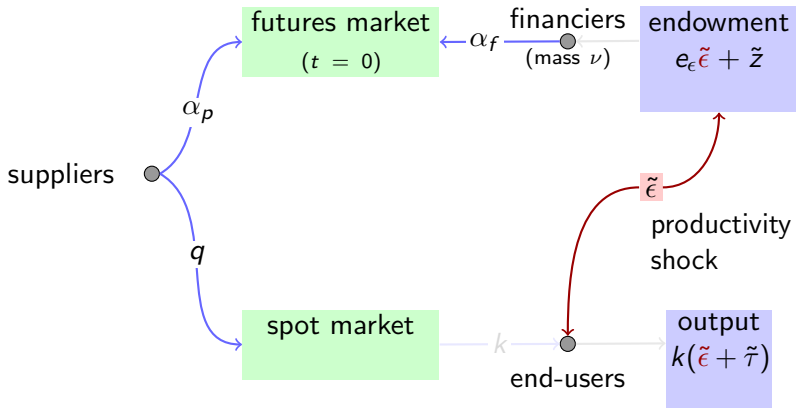 futures market
(t = 0)
α_f
financiers
(mass ν)
endowment
e_ϵ ϵ̃ + z̃
α_p
suppliers
ϵ̃
productivity
shock
q
spot market
k
end-users
output
k(ϵ̃ + τ̃)